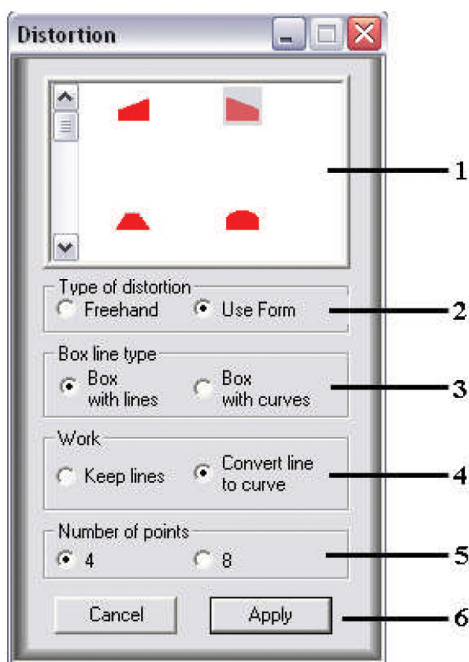 Distortion
1
Type of distortion
Freehand Use Form
2
Box line type
Box with lines
Box with curves
3
Work
Keep lines
Convert line to curve
4
Number of points
4 8
5
Cancel Apply
6